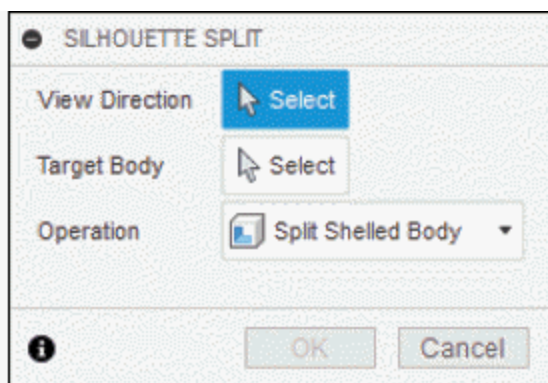 SILHOUETTE SPLIT
View Direction Select
Target Body Select
Operation Split Shelled Body
OK Cancel